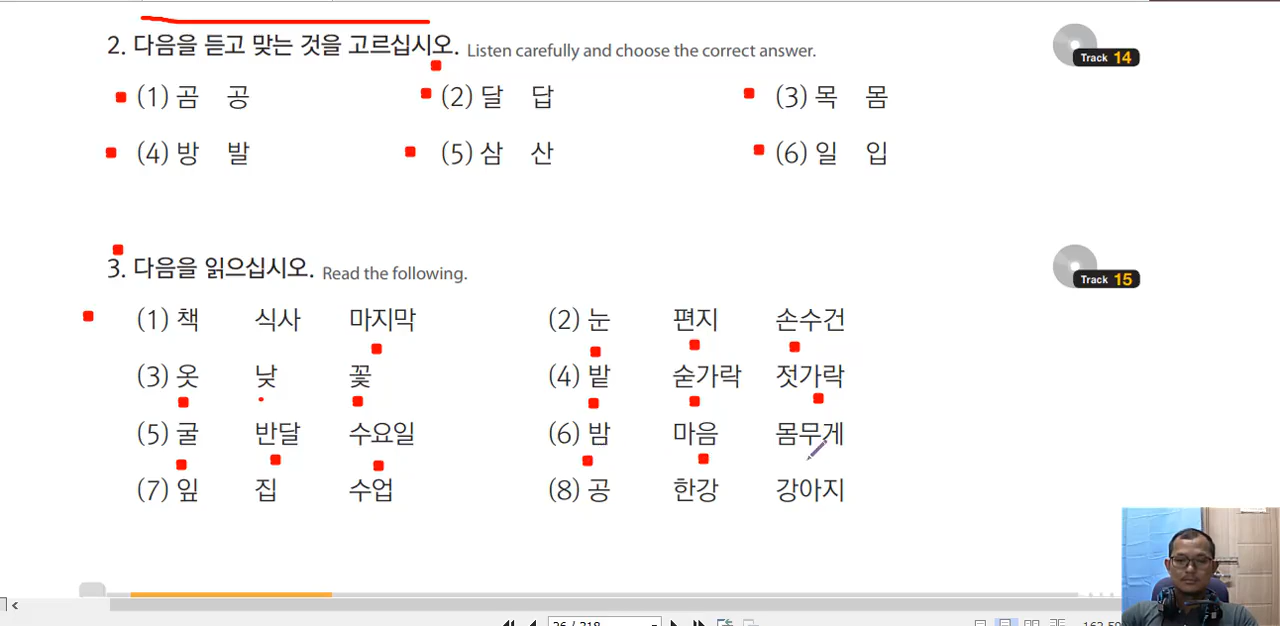 2. 다음을 듣고 맞는 것을 고르십시오. Listen carefully and choose the correct answer. Track 14
(1) 곰 공 (2) 달 답 (3) 목 몸
(4) 방 발 (5) 삼 산 (6) 일 입
3. 다음을 읽으십시오. Read the following. Track 15
(1) 책 식사 마지막 (2) 눈 편지 손수건
(3) 옷 낮 꽃 (4) 밭 숟가락 젓가락
(5) 굴 반달 수요일 (6) 밤 마음 몸무게
(7) 잎 집 수업 (8) 공 한강 강아지